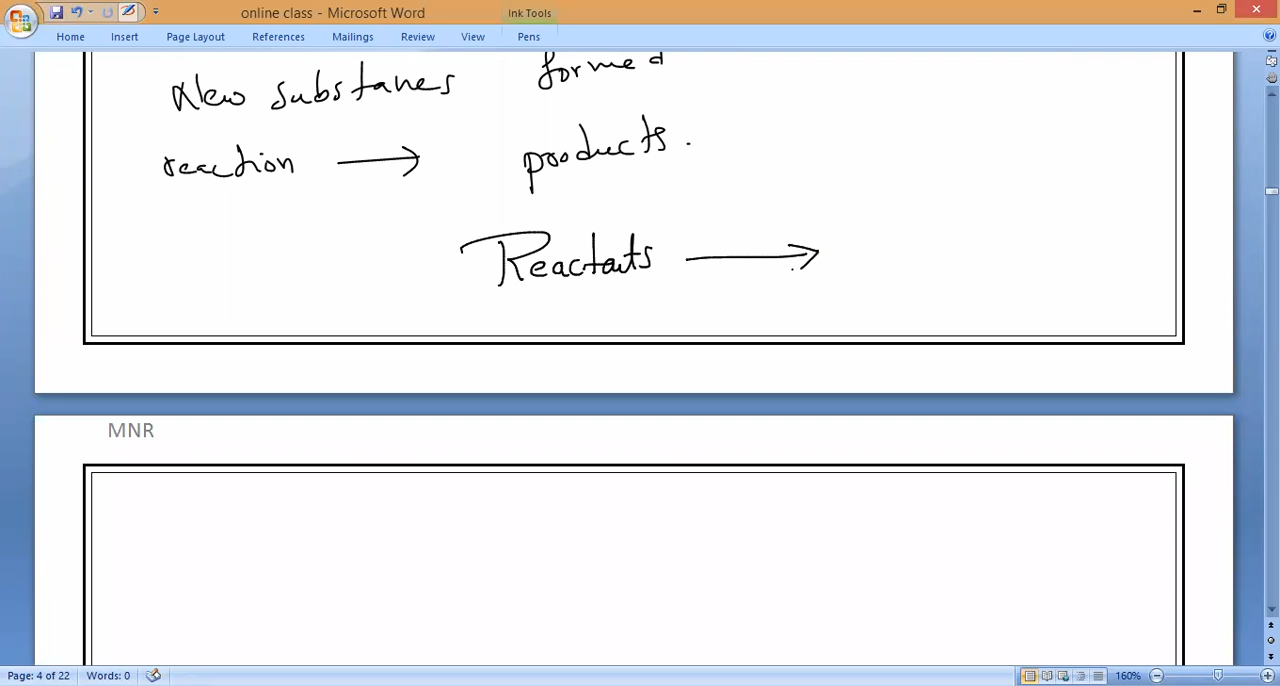 online class - Microsoft Word
Ink Tools
Home Insert Page Layout References Mailings Review View Pens
New substanes formed
reaction → products.
Reactats →
MNR
Page: 4 of 22 Words: 0 160%